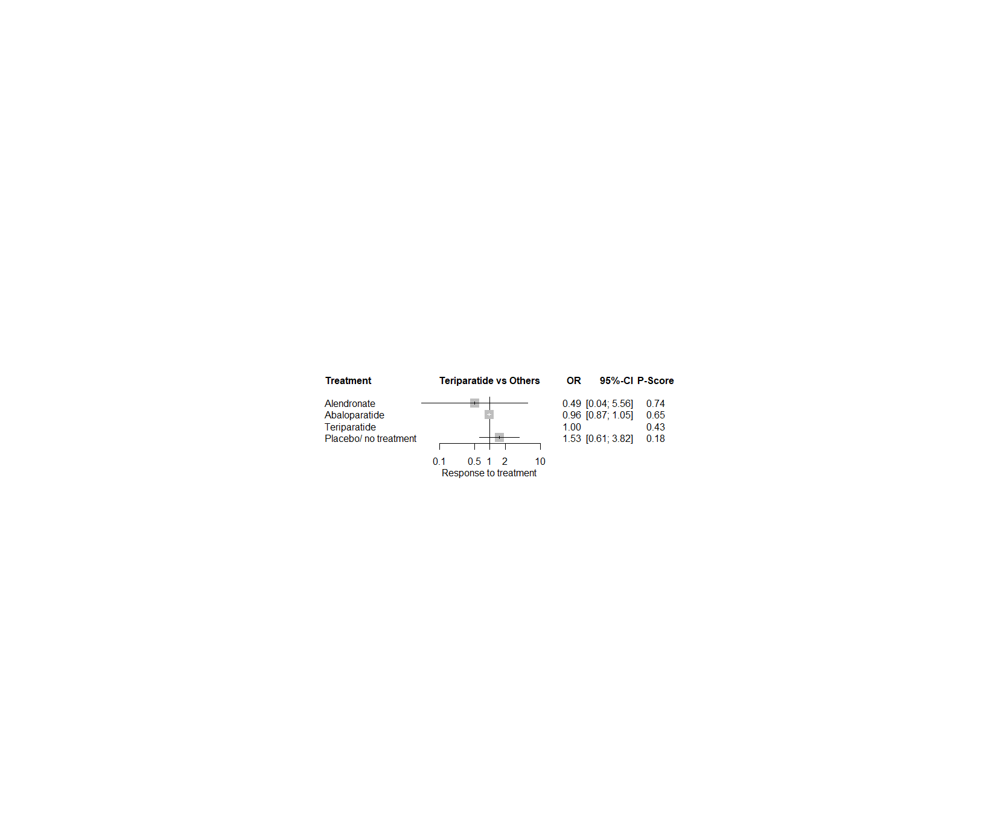 Treatment Teriparatide vs Others OR 95%-CI P-Score
Alendronate 0.49 [0.04; 5.56] 0.74
Abaloparatide 0.96 [0.87; 1.05] 0.65
Teriparatide 1.00 0.43
Placebo/ no treatment 1.53 [0.61; 3.82] 0.18
0.1 0.5 1 2 10
Response to treatment